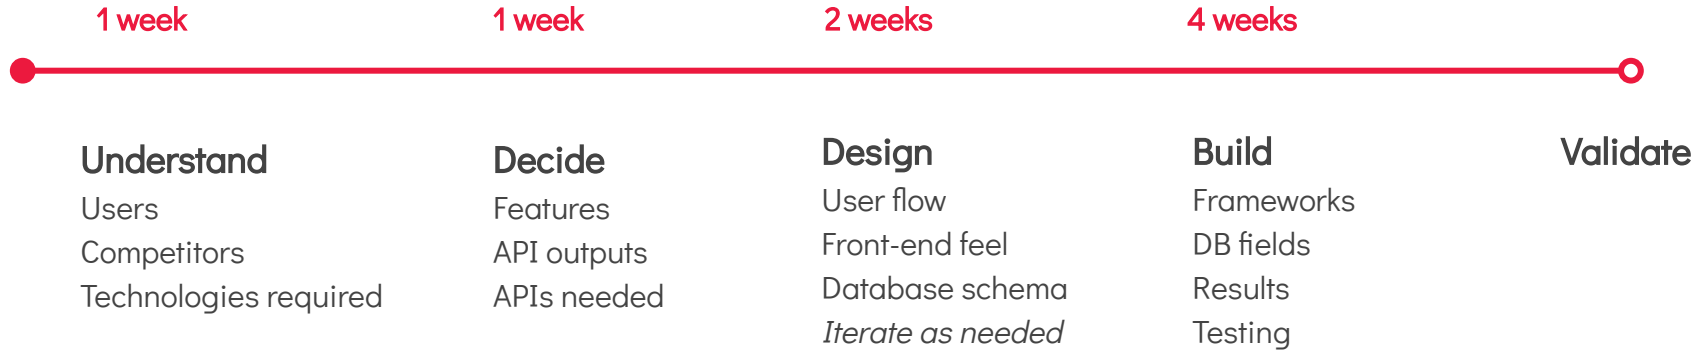 1 week
1 week
2 weeks
4 weeks
Understand
Users
Competitors
Technologies required
Decide
Features
API outputs
APIs needed
Design
User flow
Front-end feel
Database schema
Iterate as needed
Build
Frameworks
DB fields
Results
Testing
Validate